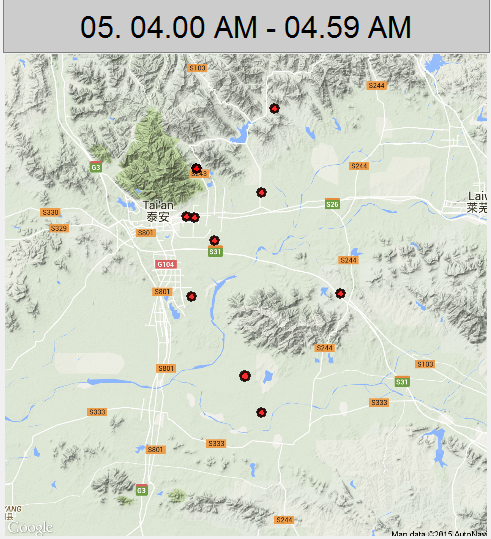 05. 04.00 AM - 04.59 AM
S103
S244
G3
S243
S244
Tai'an
泰安
Laiw
莱芜
S26
S330
S329
S801
S31
G104
S244
S801
S244
S801
S103
S31
S333
S333
S333
S801
G3
S244
YANG
县
Google
Map data ©2015 AutoNavi